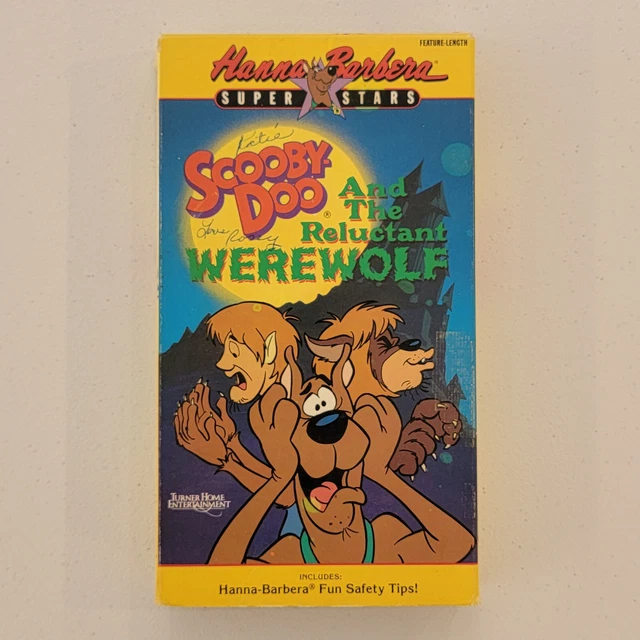 FEATURE-LENGTH
Hanna-Barbera
SUPER STARS
Katie
SCOOBY-
DOO®
And
The
Reluctant
WEREWOLF
Love
Rosey
TURNER HOME
ENTERTAINMENT
INCLUDES:
Hanna-Barbera® Fun Safety Tips!